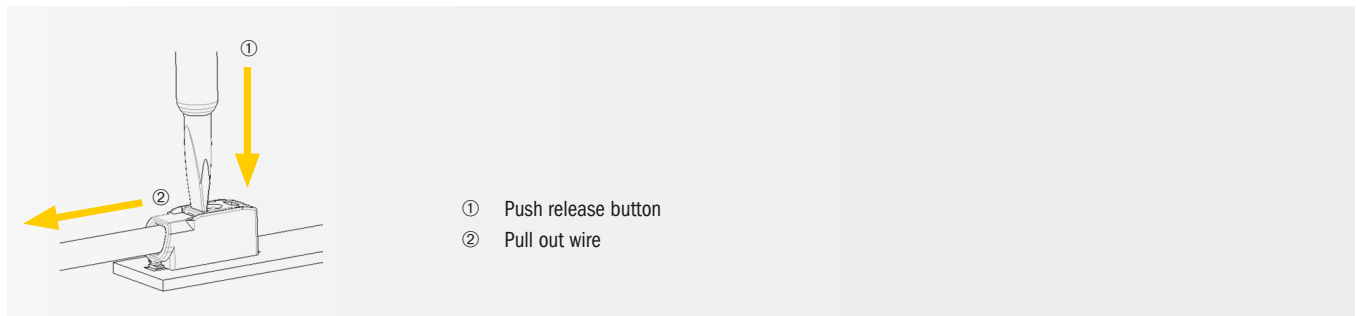 ①
②
① Push release button
② Pull out wire